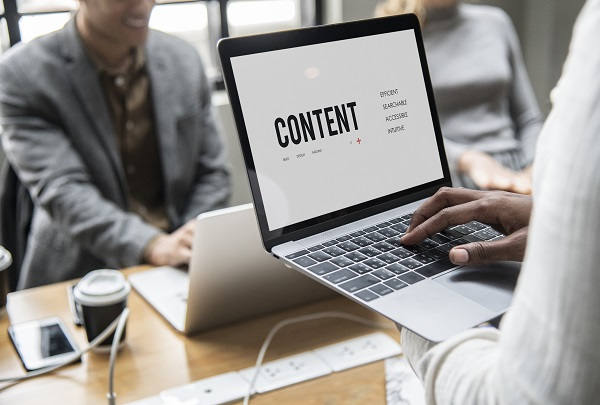 CONTENT
EFFICIENT
SEARCHABLE
ACCESSIBLE
INTUITIVE